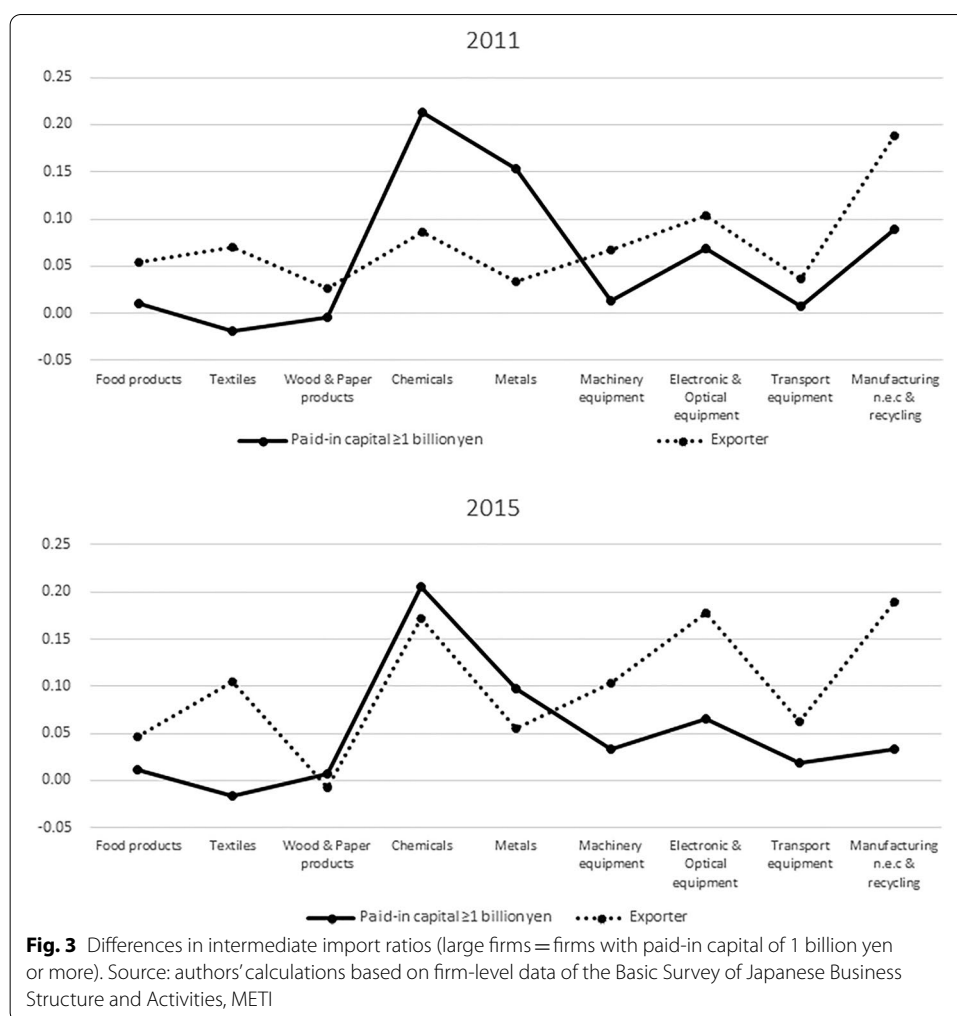 2011
0.25
0.20
0.15
0.10
0.05
0.00
-0.05
Food products Textiles Wood & Paper products Chemicals Metals Machinery equipment Electronic & Optical equipment Transport equipment Manufacturing n.e.c & recycling
Paid-in capital ≥1 billion yen Exporter
2015
0.25
0.20
0.15
0.10
0.05
0.00
-0.05
Food products Textiles Wood & Paper products Chemicals Metals Machinery equipment Electronic & Optical equipment Transport equipment Manufacturing n.e.c & recycling
Paid-in capital ≥1 billion yen Exporter
Fig. 3 Differences in intermediate import ratios (large firms = firms with paid-in capital of 1 billion yen
or more). Source: authors' calculations based on firm-level data of the Basic Survey of Japanese Business
Structure and Activities, METI